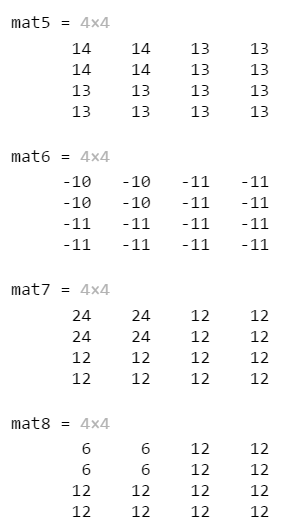 mat5 = 4×4
14 14 13 13
14 14 13 13
13 13 13 13
13 13 13 13
mat6 = 4×4
-10 -10 -11 -11
-10 -10 -11 -11
-11 -11 -11 -11
-11 -11 -11 -11
mat7 = 4×4
24 24 12 12
24 24 12 12
12 12 12 12
12 12 12 12
mat8 = 4×4
6 6 12 12
6 6 12 12
12 12 12 12
12 12 12 12